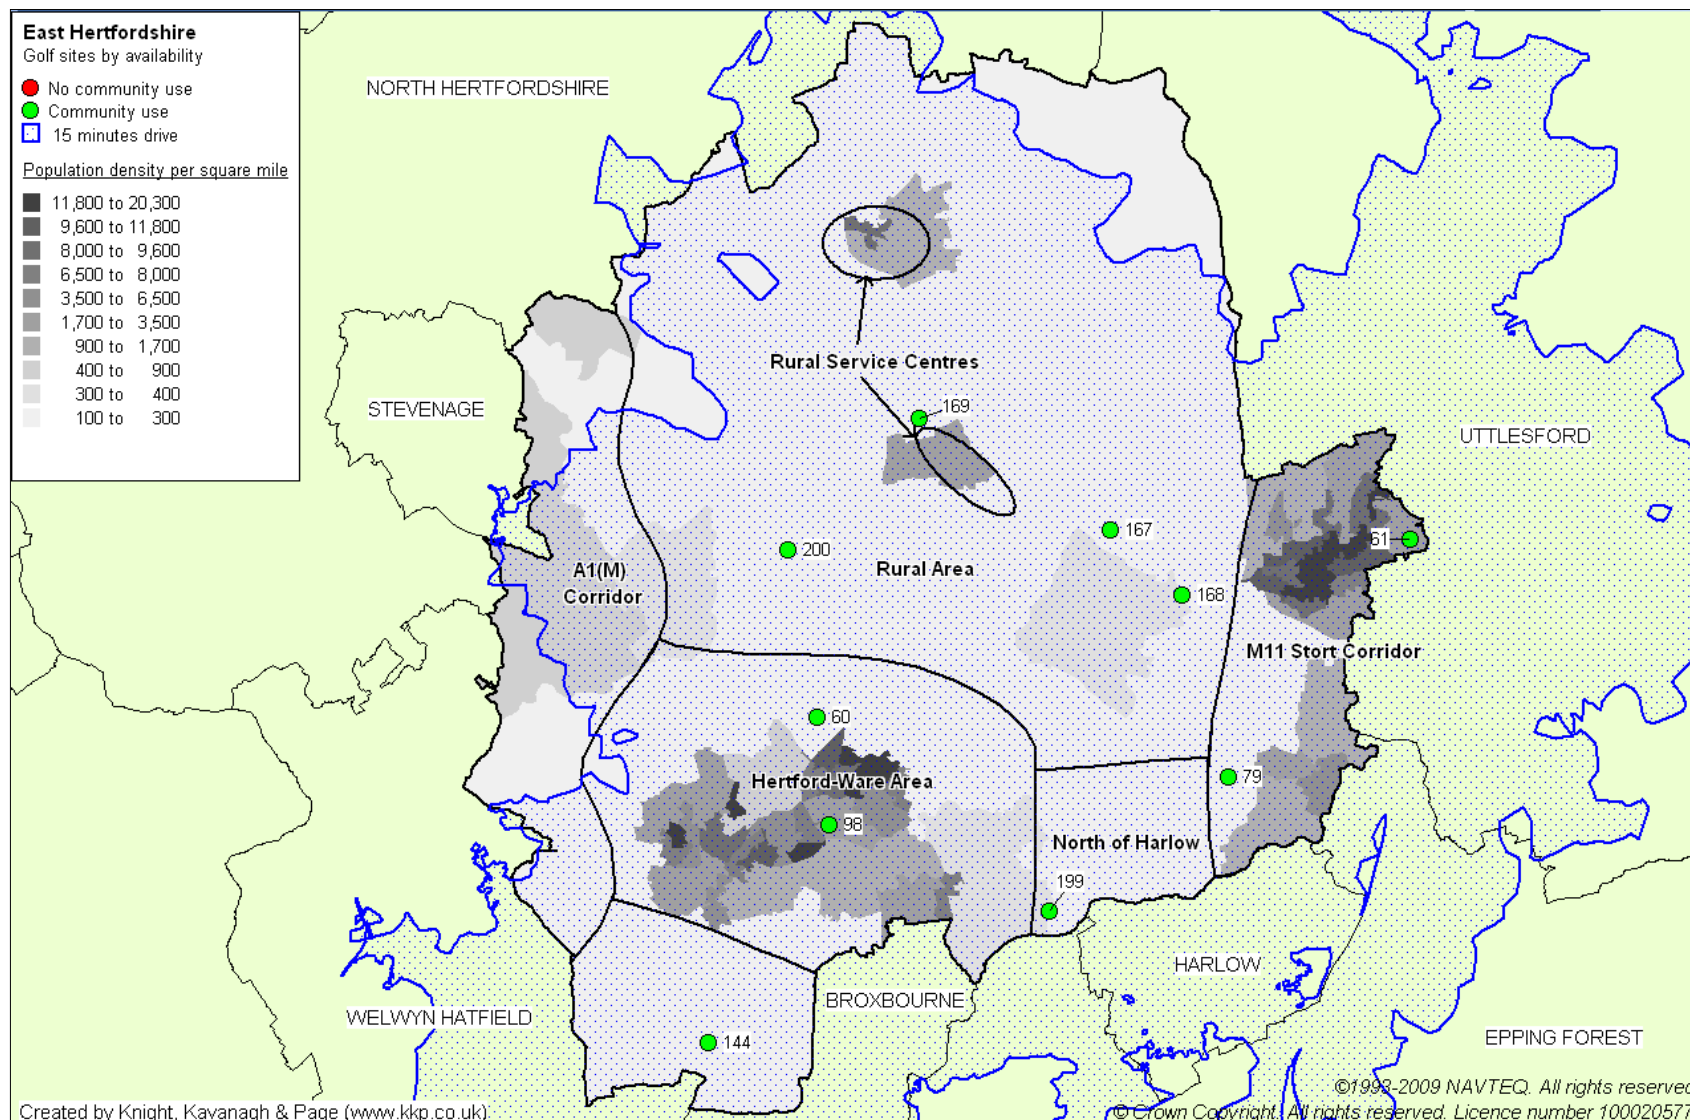 East Hertfordshire
Golf sites by availability
No community use
Community use
15 minutes drive
Population density per square mile
11,800 to 20,300
9,600 to 11,800
8,000 to 9,600
6,500 to 8,000
3,500 to 6,500
1,700 to 3,500
900 to 1,700
400 to 900
300 to 400
100 to 300
NORTH HERTFORDSHIRE
Rural Service Centres
STEVENAGE
169
UTTLESFORD
167
61
200
A1(M)
Corridor
Rural Area
168
M11 Stort Corridor
60
Hertford-Ware Area
79
98
North of Harlow
199
HARLOW
BROXBOURNE
WELWYN HATFIELD
144
EPPING FOREST
©1993-2009 NAVTEQ. All rights reserved
Created by Knight, Kavanagh & Page (www.kkp.co.uk)
© Crown Copyright. All rights reserved. Licence number 100020577